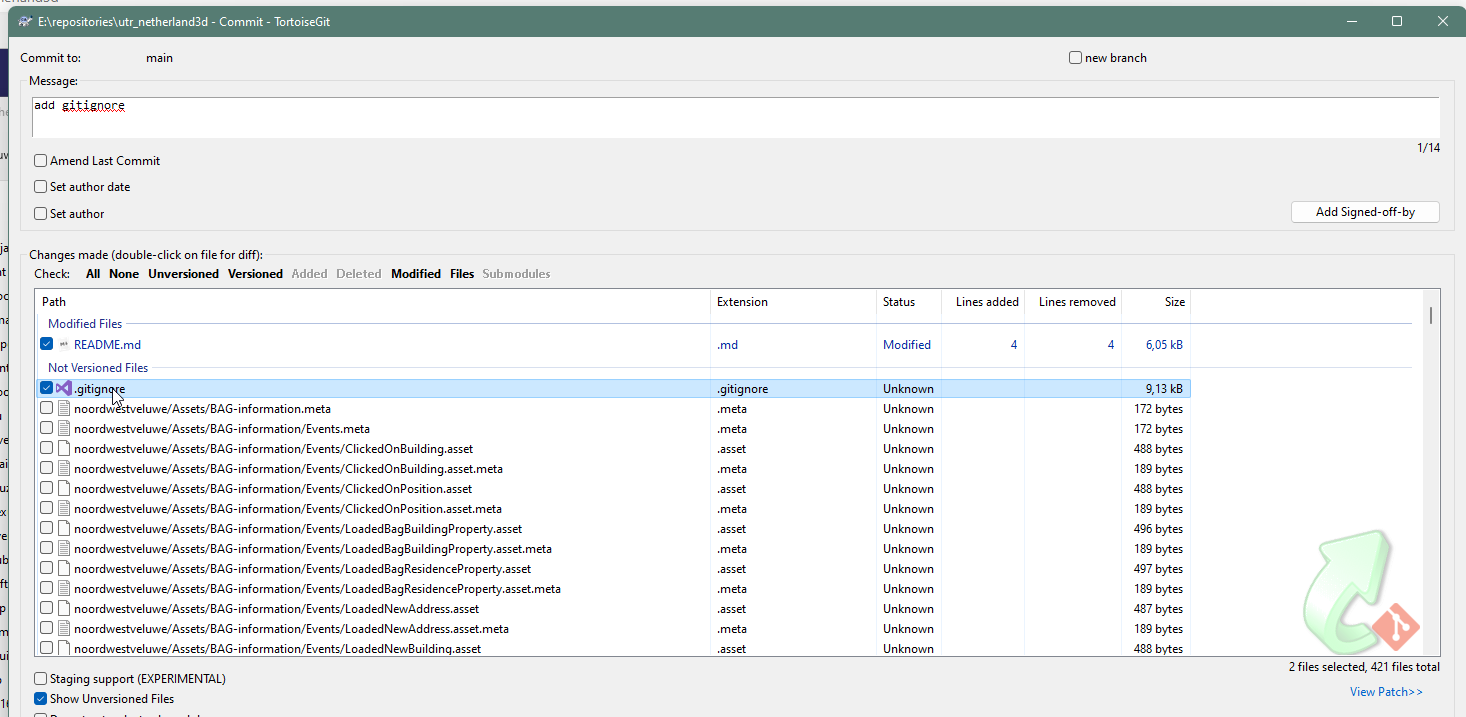 E:\repositories\utr_netherland3d - Commit - TortoiseGit
Commit to: main new branch
Message:
add gitignore
1/14
Amend Last Commit
Set author date
Set author
Add Signed-off-by
Changes made (double-click on file for diff):
Check: All None Unversioned Versioned Added Deleted Modified Files Submodules
Path Extension Status Lines added Lines removed Size
Modified Files
README.md .md Modified 4 4 6,05 kB
Not Versioned Files
.gitignore .gitignore Unknown 9,13 kB
noordwestveluwe/Assets/BAG-information.meta .meta Unknown 172 bytes
noordwestveluwe/Assets/BAG-information/Events.meta .meta Unknown 172 bytes
noordwestveluwe/Assets/BAG-information/Events/ClickedOnBuilding.asset .asset Unknown 488 bytes
noordwestveluwe/Assets/BAG-information/Events/ClickedOnBuilding.asset.meta .meta Unknown 189 bytes
noordwestveluwe/Assets/BAG-information/Events/ClickedOnPosition.asset .asset Unknown 488 bytes
noordwestveluwe/Assets/BAG-information/Events/ClickedOnPosition.asset.meta .meta Unknown 189 bytes
noordwestveluwe/Assets/BAG-information/Events/LoadedBagBuildingProperty.asset .asset Unknown 496 bytes
noordwestveluwe/Assets/BAG-information/Events/LoadedBagBuildingProperty.asset.meta .meta Unknown 189 bytes
noordwestveluwe/Assets/BAG-information/Events/LoadedBagResidenceProperty.asset .asset Unknown 497 bytes
noordwestveluwe/Assets/BAG-information/Events/LoadedBagResidenceProperty.asset.meta .meta Unknown 189 bytes
noordwestveluwe/Assets/BAG-information/Events/LoadedNewAddress.asset .asset Unknown 487 bytes
noordwestveluwe/Assets/BAG-information/Events/LoadedNewAddress.asset.meta .meta Unknown 189 bytes
noordwestveluwe/Assets/BAG-information/Events/LoadedNewBuilding.asset .asset Unknown 488 bytes
2 files selected, 421 files total
Staging support (EXPERIMENTAL)
View Patch>>
Show Unversioned Files